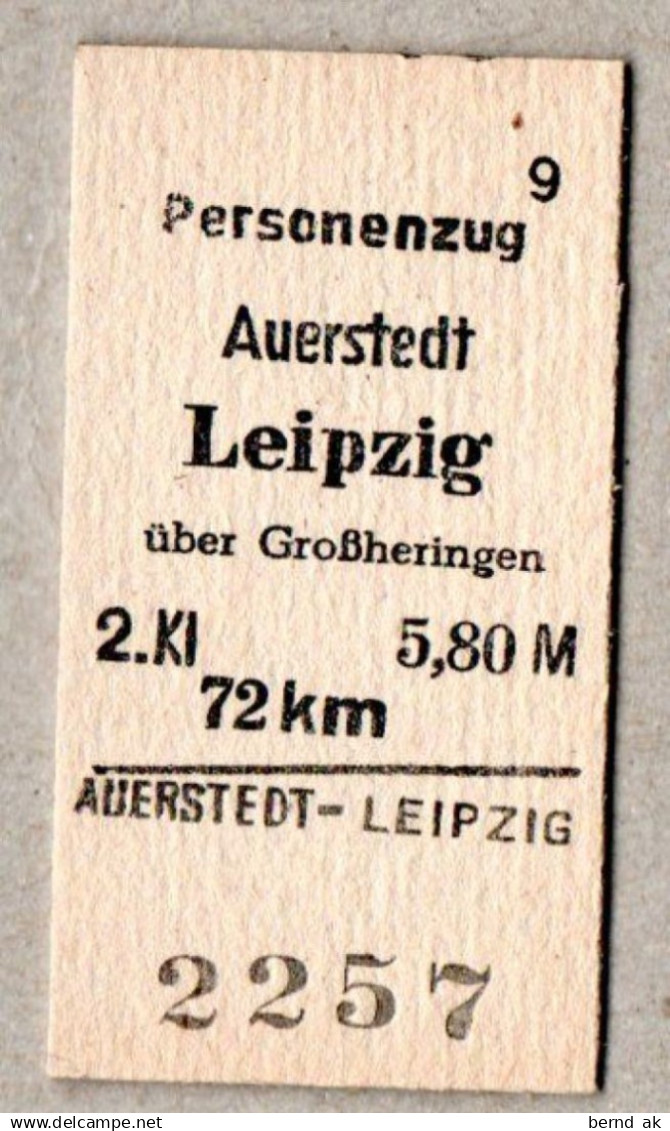 9
Personenzug
Auerstedt
Leipzig
über Großheringen
2.Kl 5,80 M
72 km
AUERSTEDT- LEIPZIG
2257
DELCAMPE.NET
bernd ak